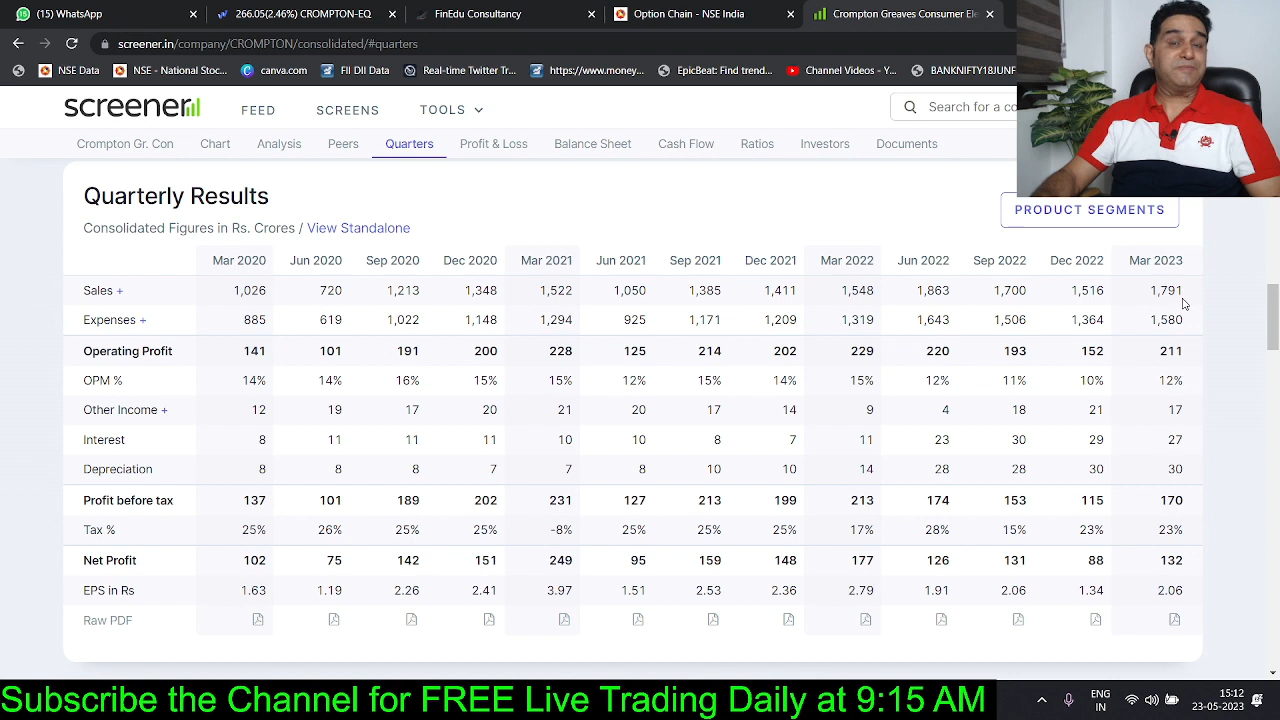 (15) WhatsApp
266.05(2.46%) CROMPTON
Financial Results
266.05 - NSE India
Crompton Greaves Consumer Ele
screener.in/company/CROMPTON/consolidated/#quarters
NSE Data
NSE - National Stoc...
canva.com
FII DII Data
Real-time Twitter Tr...
https://www.money...
EpicBeat: Find trend...
Channel Videos - Y...
BANKNIFTY18JUNF
screener
FEED SCREENS TOOLS
Search for a co
Crompton Gr. Con Chart Analysis Peers Quarters Profit & Loss Balance Sheet Cash Flow Ratios Investors Documents
Quarterly Results
PRODUCT SEGMENTS
Consolidated Figures in Rs. Crores / View Standalone
Mar 2020 Jun 2020 Sep 2020 Dec 2020 Mar 2021 Jun 2021 Sep 2021 Dec 2021 Mar 2022 Jun 2022 Sep 2022 Dec 2022 Mar 2023
Sales + 1,026 720 1,213 1,348 1,522 1,050 1,385 1,411 1,548 1,863 1,700 1,516 1,791
Expenses + 885 619 1,022 1,148 1,294 925 1,171 1,209 1,319 1,643 1,506 1,364 1,580
Operating Profit 141 101 191 200 228 125 214 202 229 220 193 152 211
OPM % 14% 14% 16% 15% 15% 12% 15% 14% 15% 12% 11% 10% 12%
Other Income + 12 19 17 20 21 20 17 14 9 4 18 21 17
Interest 8 11 11 11 10 10 8 7 11 23 30 29 27
Depreciation 8 8 8 7 7 8 10 10 14 28 28 30 30
Profit before tax 137 101 189 202 231 127 213 199 213 174 153 115 170
Tax % 25% 26% 25% 25% -8% 25% 25% 25% 17% 28% 15% 23% 23%
Net Profit 102 75 142 151 249 95 159 148 177 126 131 88 132
EPS in Rs 1.63 1.19 2.26 2.41 3.97 1.51 2.53 2.36 2.79 1.91 2.06 1.34 2.06
Raw PDF
Subscribe the Channel for FREE Live Trading Daily at 9:15 AM
ENG
IN
15:12
23-05-2023